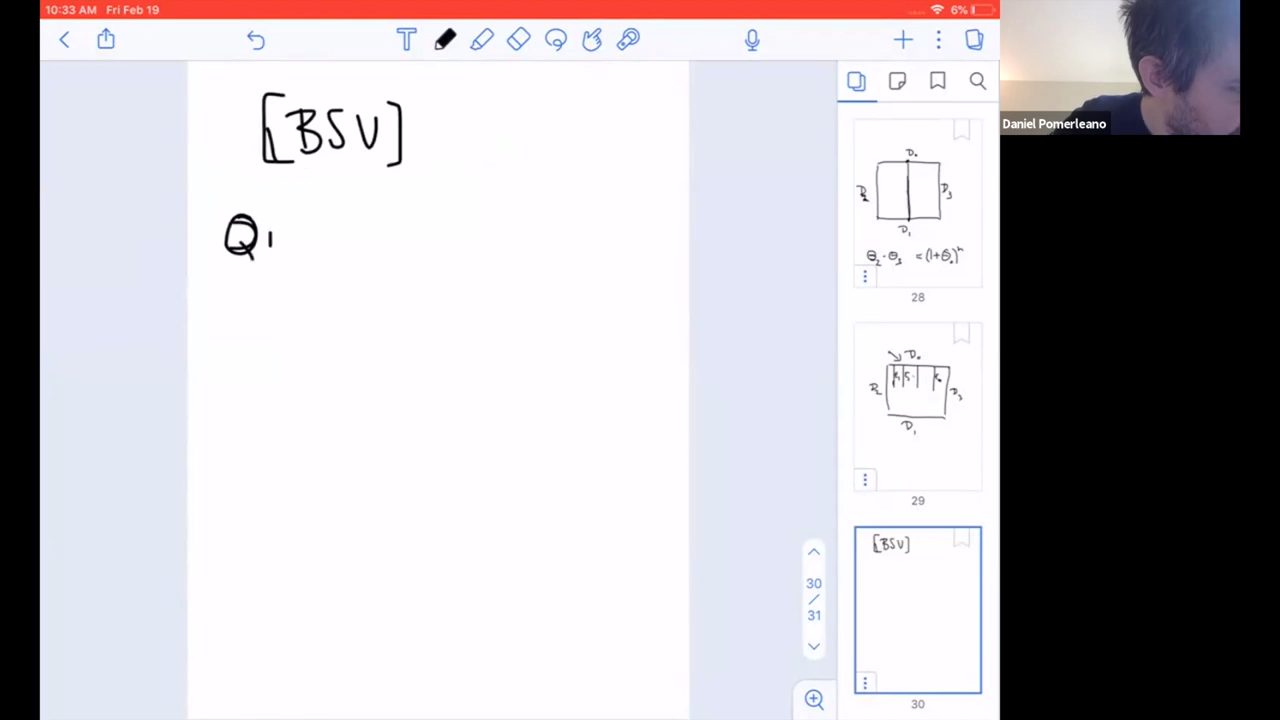 10:33 AM Fri Feb 19
6%
Daniel Pomerleano
[BSV]
Q1
D0
D2
D3
D1
θ2 · θ3 = (1+θ1)^n
28
D0
D2
D3
D1
29
30
/
31
[BSV]
30